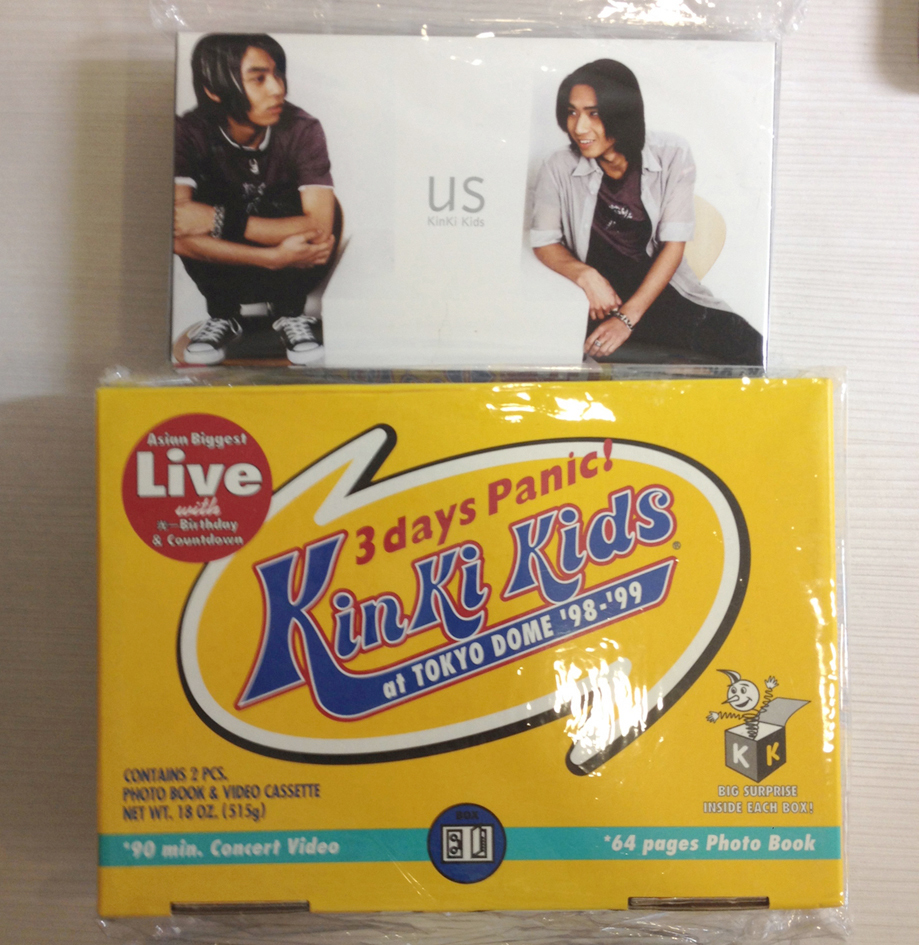 us
KinKi Kids
Asian Biggest
Live
with
& Countdown
3 days Panic!
KinKi Kids
®
at TOKYO DOME '98-'99
K K
BIG SURPRISE
INSIDE EACH BOX!
CONTAINS 2 PCS.
PHOTO BOOK & VIDEO CASSETTE
NET WT. 18 OZ. (515g)
BOX
*90 min. Concert Video
*64 pages Photo Book